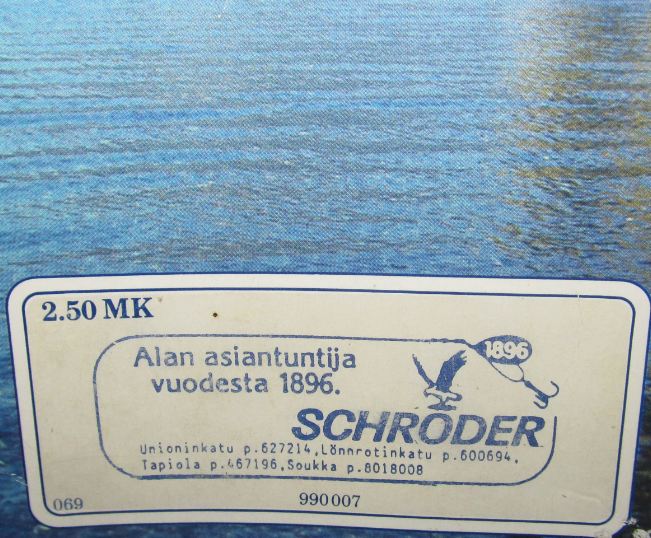 2.50 MK
Alan asiantuntija
vuodesta 1896.
1896
SCHRÖDER
Unioninkatu p.627214,Lönnrotinkatu p.600694,
Tapiola p.467196,Soukka p.8018008
069
990007